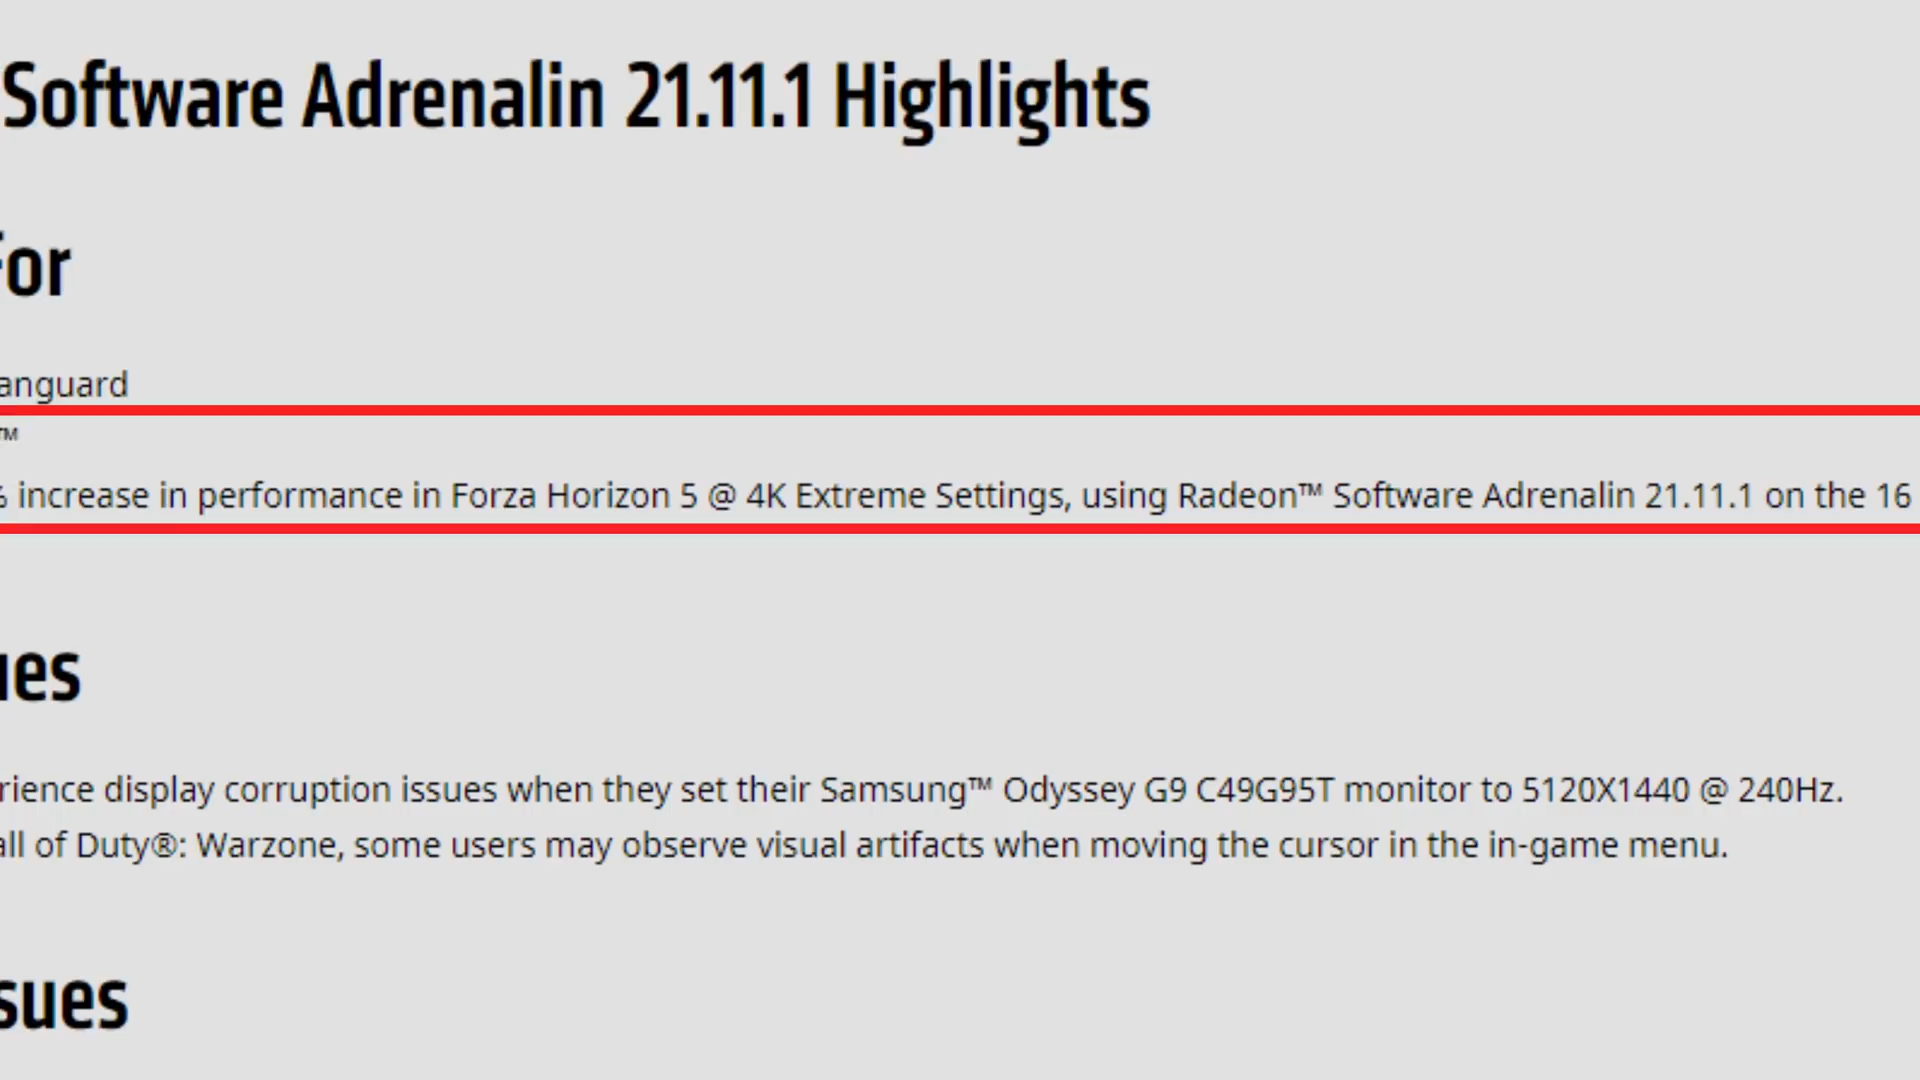 Software Adrenalin 21.11.1 Highlights
For
anguard
™
% increase in performance in Forza Horizon 5 @ 4K Extreme Settings, using Radeon™ Software Adrenalin 21.11.1 on the 16
ues
rience display corruption issues when they set their Samsung™ Odyssey G9 C49G95T monitor to 5120X1440 @ 240Hz.
all of Duty®: Warzone, some users may observe visual artifacts when moving the cursor in the in-game menu.
sues